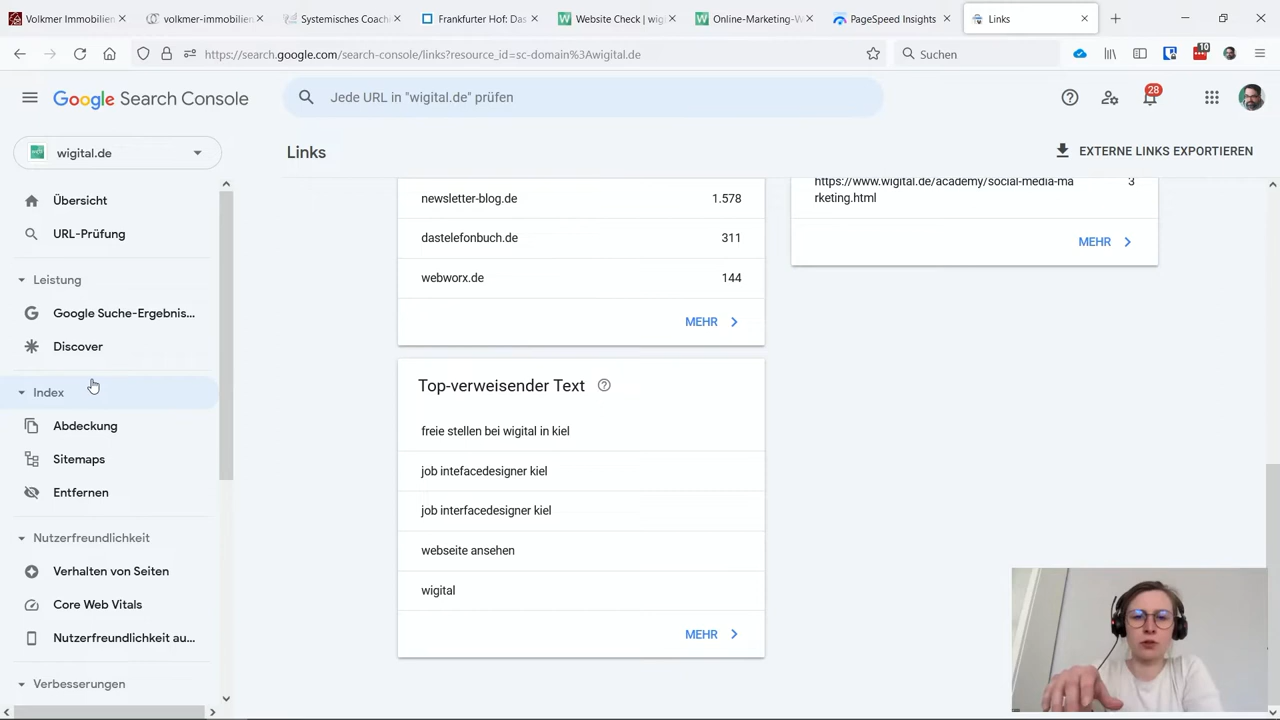 Volkmer Immobilien
volkmer-immobilien
Systemisches Coachi
Frankfurter Hof: Das
Website Check | wig
Online-Marketing-W
PageSpeed Insights
Links
https://search.google.com/search-console/links?resource_id=sc-domain%3Awigital.de
Suchen
10
Google Search Console
Jede URL in "wigital.de" prüfen
28
wigital.de
Links
EXTERNE LINKS EXPORTIEREN
Übersicht
URL-Prüfung
Leistung
Google Suche-Ergebnis...
Discover
Index
Abdeckung
Sitemaps
Entfernen
Nutzerfreundlichkeit
Verhalten von Seiten
Core Web Vitals
Nutzerfreundlichkeit au...
Verbesserungen
newsletter-blog.de 1.578
dastelefonbuch.de 311
webworx.de 144
MEHR
https://www.wigital.de/academy/social-media-ma 3
rketing.html
MEHR
Top-verweisender Text
freie stellen bei wigital in kiel
job intefacedesigner kiel
job interfacedesigner kiel
webseite ansehen
wigital
MEHR